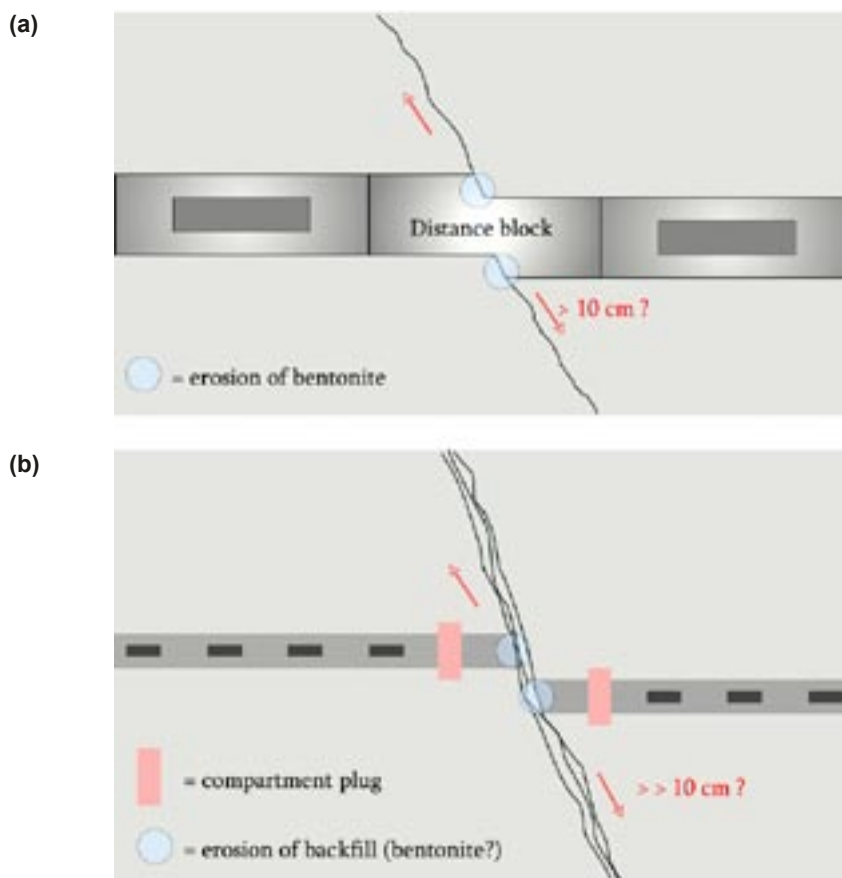 (a)
Distance block
> 10 cm ?
= erosion of bentonite
(b)
= compartment plug
> > 10 cm ?
= erosion of backfill (bentonite?)